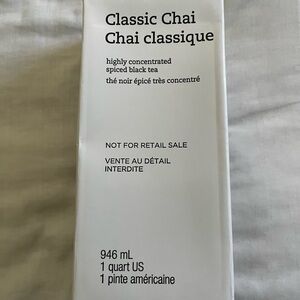 Classic Chai
Chai classique
highly concentrated
spiced black tea
thé noir épicé très concentré
NOT FOR RETAIL SALE
VENTE AU DÉTAIL
INTERDITE
946 mL
1 quart US
1 pinte américaine